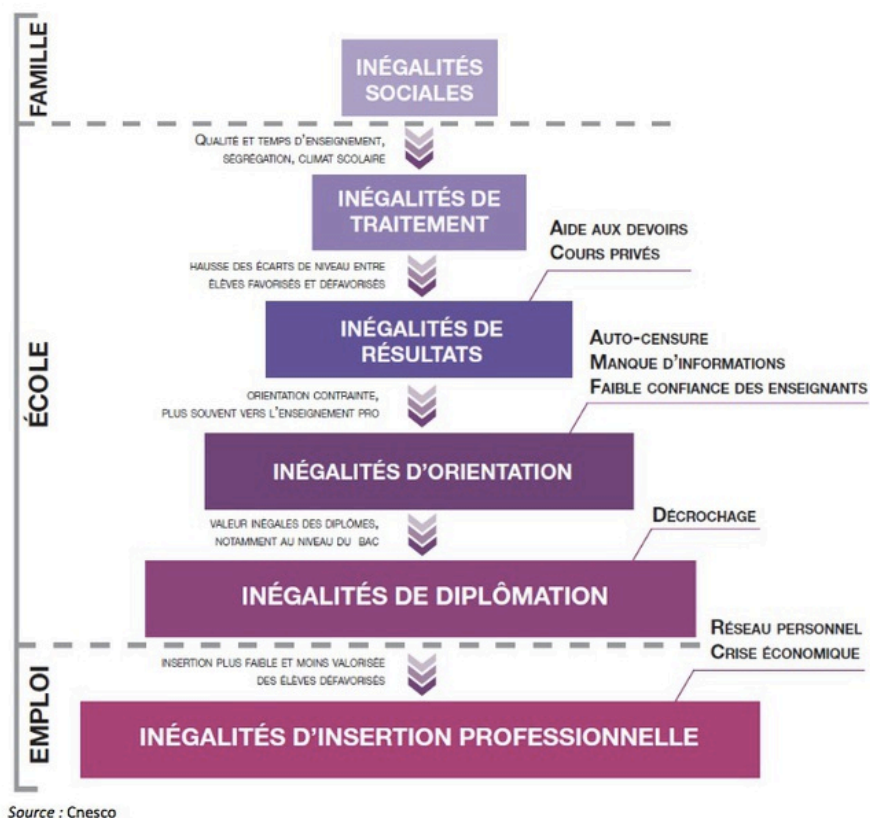 FAMILLE
INÉGALITÉS
SOCIALES
QUALITÉ ET TEMPS D'ENSEIGNEMENT,
SÉGRÉGATION, CLIMAT SCOLAIRE
ÉCOLE
INÉGALITÉS DE
TRAITEMENT
AIDE AUX DEVOIRS
COURS PRIVÉS
HAUSSE DES ÉCARTS DE NIVEAU ENTRE
ÉLÈVES FAVORISÉS ET DÉFAVORISÉS
INÉGALITÉS DE
RÉSULTATS
AUTO-CENSURE
MANQUE D'INFORMATIONS
FAIBLE CONFIANCE DES ENSEIGNANTS
ORIENTATION CONTRAINTE,
PLUS SOUVENT VERS L'ENSEIGNEMENT PRO
INÉGALITÉS D'ORIENTATION
VALEUR INÉGALES DES DIPLÔMES,
NOTAMMENT AU NIVEAU DU BAC
DÉCROCHAGE
INÉGALITÉS DE DIPLÔMATION
RÉSEAU PERSONNEL
CRISE ÉCONOMIQUE
EMPLOI
INSERTION PLUS FAIBLE ET MOINS VALORISÉE
DES ÉLÈVES DÉFAVORISÉS
INÉGALITÉS D'INSERTION PROFESSIONNELLE
Source : Cnesco